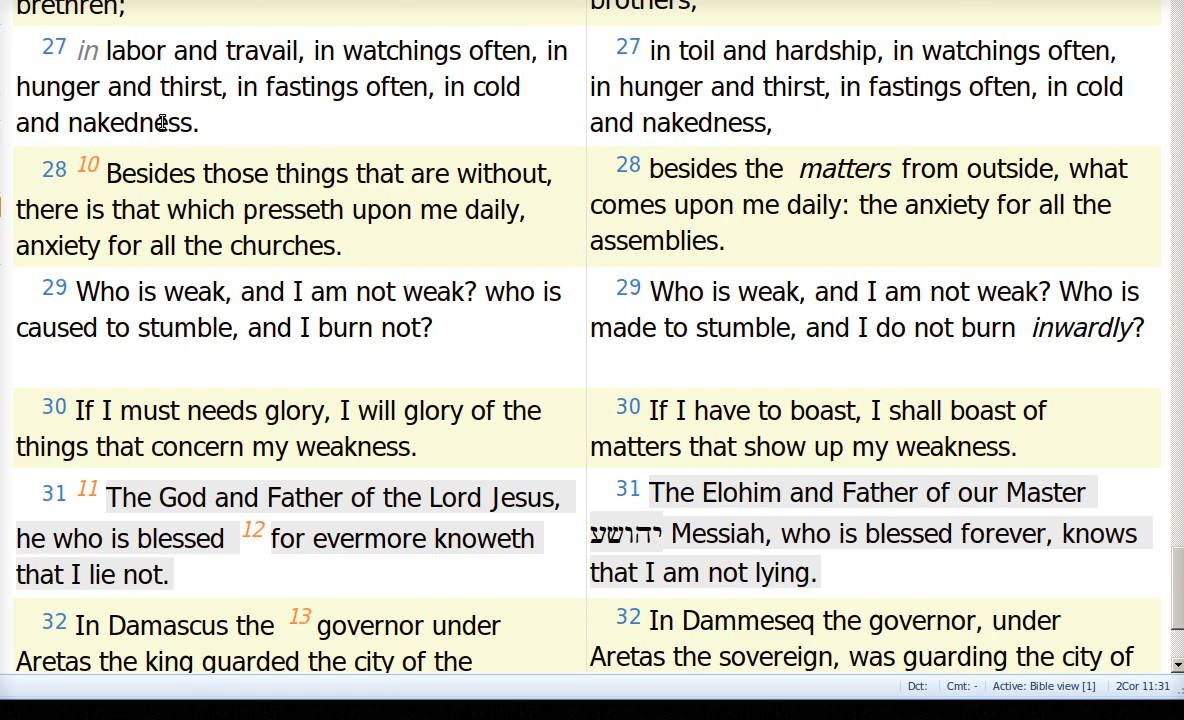 brethren;
27 in labor and travail, in watchings often, in
hunger and thirst, in fastings often, in cold
and nakedness.
28 10 Besides those things that are without,
there is that which presseth upon me daily,
anxiety for all the churches.
29 Who is weak, and I am not weak? who is
caused to stumble, and I burn not?
30 If I must needs glory, I will glory of the
things that concern my weakness.
31 11 The God and Father of the Lord Jesus,
he who is blessed 12 for evermore knoweth
that I lie not.
32 In Damascus the 13 governor under
Aretas the king guarded the city of the
brothers,
27 in toil and hardship, in watchings often,
in hunger and thirst, in fastings often, in cold
and nakedness,
28 besides the matters from outside, what
comes upon me daily: the anxiety for all the
assemblies.
29 Who is weak, and I am not weak? Who is
made to stumble, and I do not burn inwardly?
30 If I have to boast, I shall boast of
matters that show up my weakness.
31 The Elohim and Father of our Master
יהושע Messiah, who is blessed forever, knows
that I am not lying.
32 In Dammeseq the governor, under
Aretas the sovereign, was guarding the city of
Dct: Cmt: - Active: Bible view [1] 2Cor 11:31